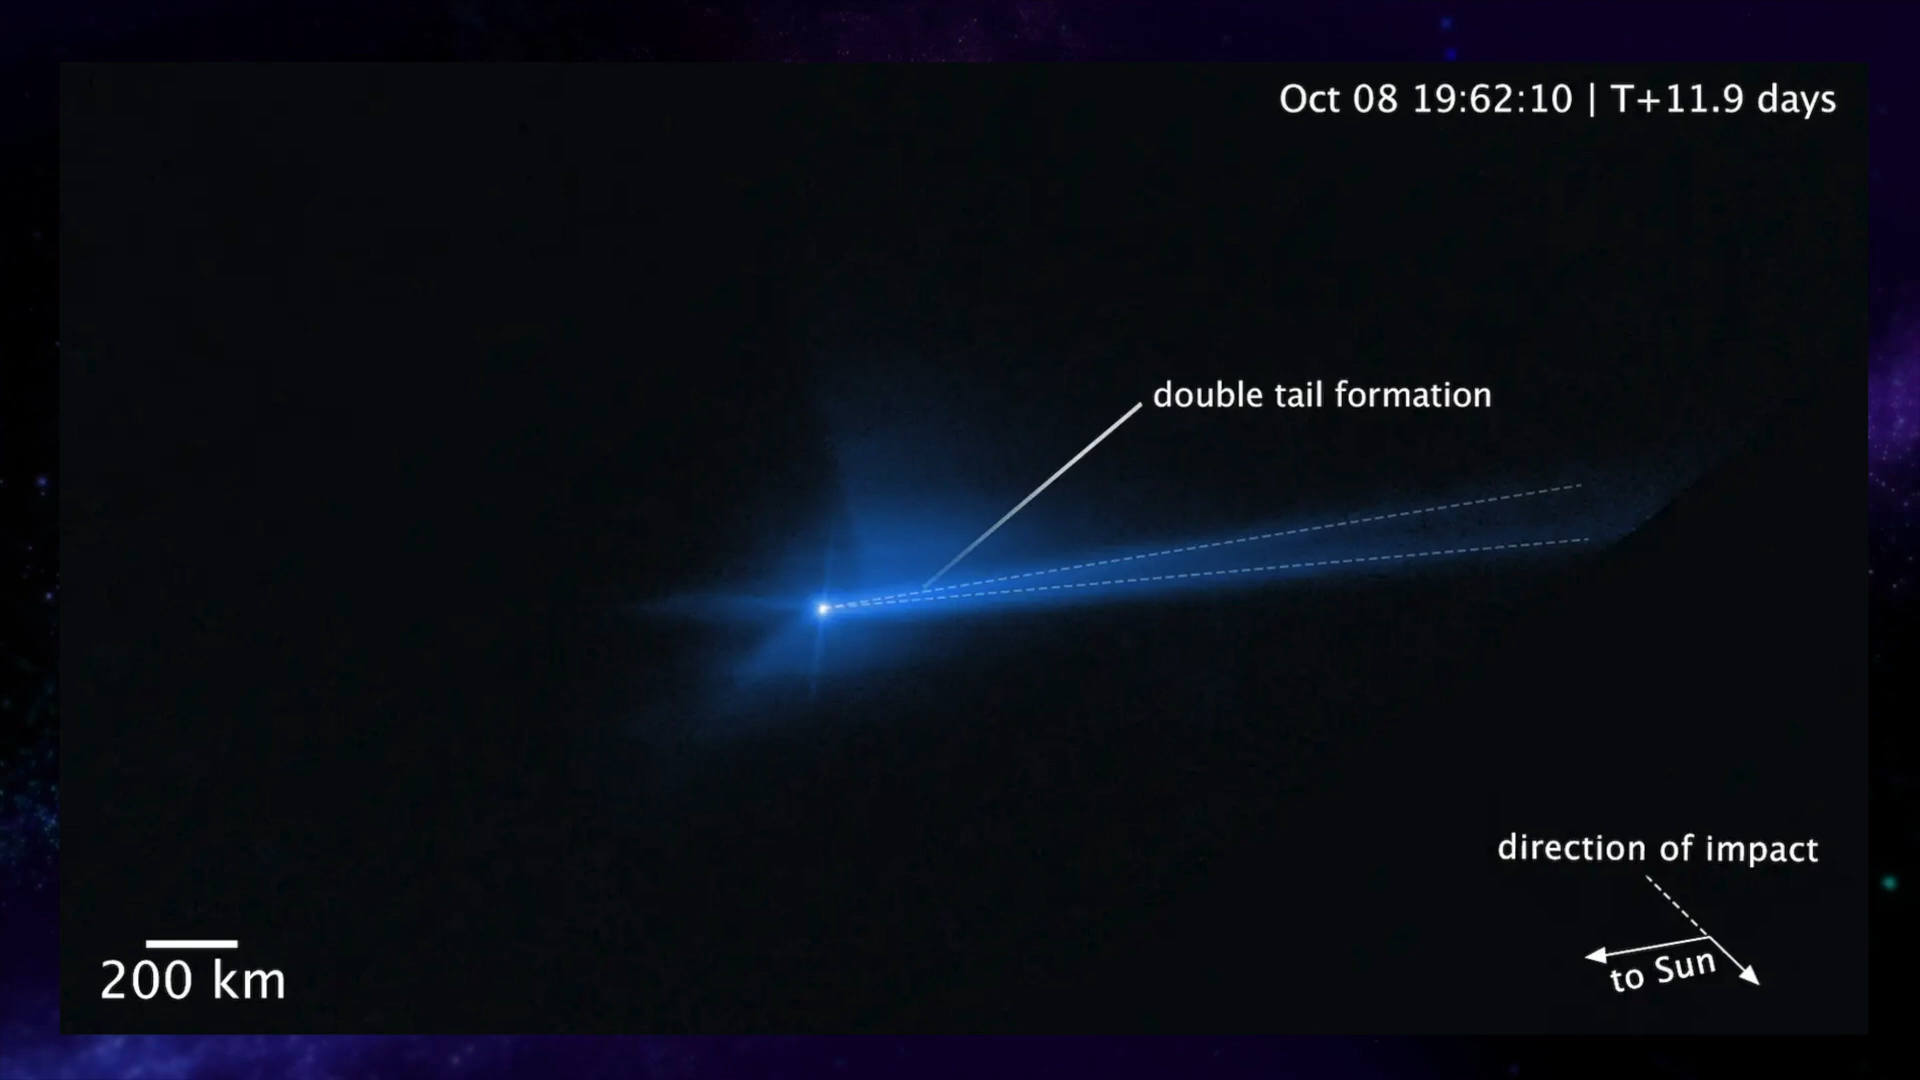 Oct 08 19:62:10 | T+11.9 days
double tail formation
direction of impact
to Sun
200 km